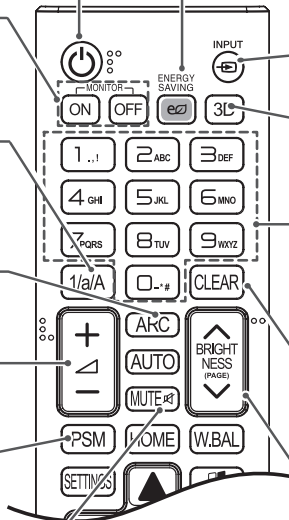 INPUT
ENERGY
SAVING
MONITOR
ON OFF 3D
1.,! 2ABC 3DEF
4GHI 5JKL 6MNO
7PQRS 8TUV 9WXYZ
1/a/A 0-*# CLEAR
ARC
+
AUTO
BRIGHT
NESS
(PAGE)
−
MUTE
PSM HOME W.BAL
SETTINGS